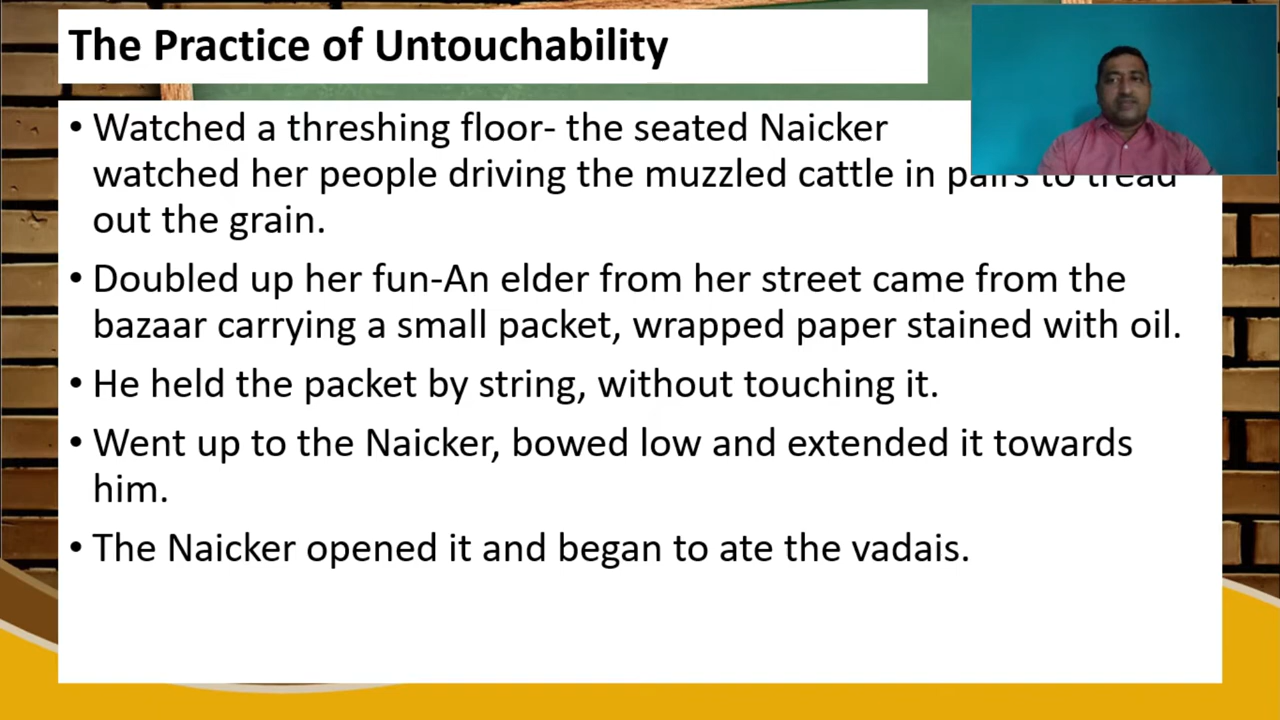 The Practice of Untouchability
• Watched a threshing floor- the seated Naicker
watched her people driving the muzzled cattle in pairs to tread
out the grain.
• Doubled up her fun-An elder from her street came from the
bazaar carrying a small packet, wrapped paper stained with oil.
• He held the packet by string, without touching it.
• Went up to the Naicker, bowed low and extended it towards
him.
• The Naicker opened it and began to ate the vadais.